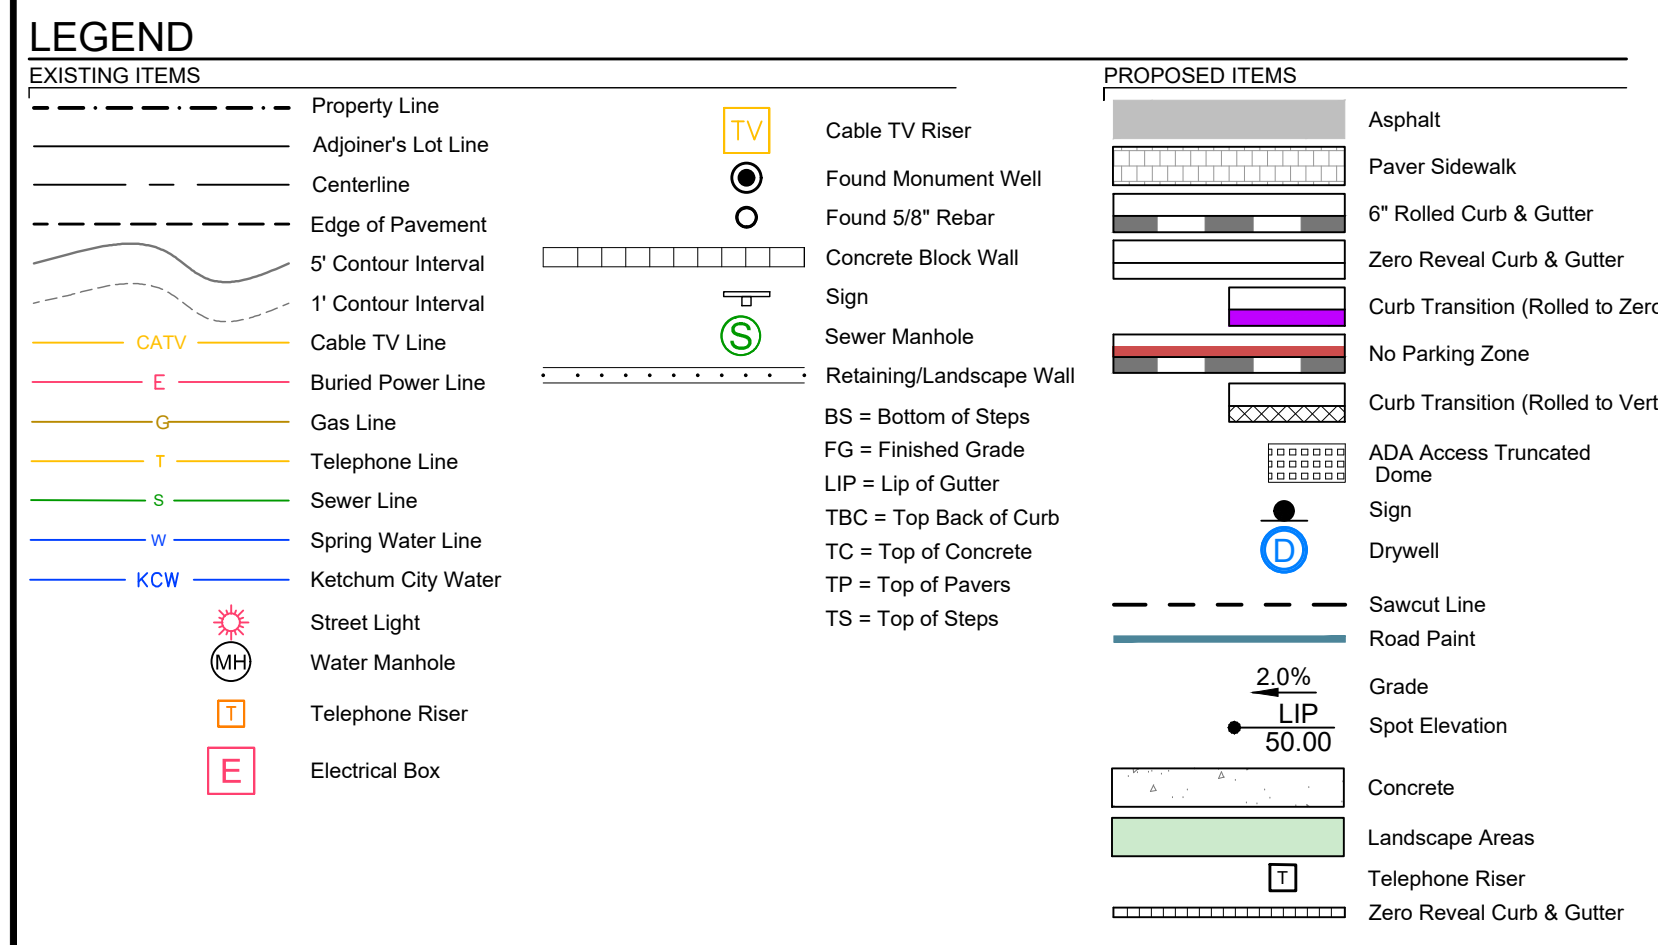 LEGEND
EXISTING ITEMS
Property Line
Adjoiner's Lot Line
Centerline
Edge of Pavement
5' Contour Interval
1' Contour Interval
CATV Cable TV Line
E Buried Power Line
G Gas Line
T Telephone Line
S Sewer Line
W Spring Water Line
KCW Ketchum City Water
Street Light
MH Water Manhole
T Telephone Riser
E Electrical Box
TV Cable TV Riser
Found Monument Well
Found 5/8" Rebar
Concrete Block Wall
Sign
S Sewer Manhole
Retaining/Landscape Wall
BS = Bottom of Steps
FG = Finished Grade
LIP = Lip of Gutter
TBC = Top Back of Curb
TC = Top of Concrete
TP = Top of Pavers
TS = Top of Steps
PROPOSED ITEMS
Asphalt
Paver Sidewalk
6" Rolled Curb & Gutter
Zero Reveal Curb & Gutter
Curb Transition (Rolled to Zero
No Parking Zone
Curb Transition (Rolled to Vert
ADA Access Truncated
Dome
Sign
D Drywell
Sawcut Line
Road Paint
2.0% Grade
LIP
50.00
Spot Elevation
Concrete
Landscape Areas
T Telephone Riser
Zero Reveal Curb & Gutter